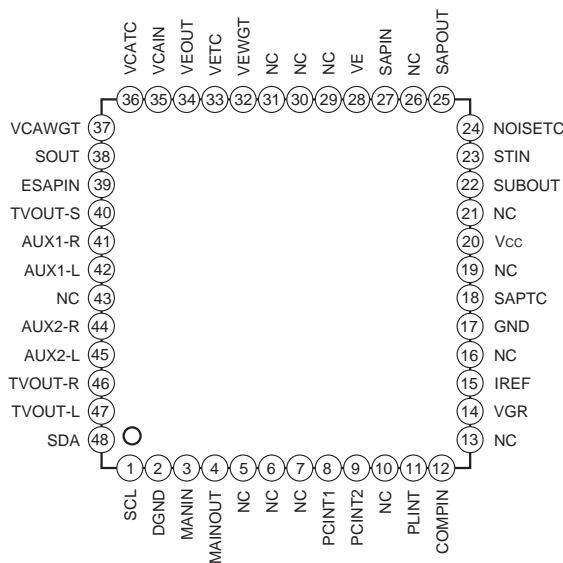 VCATC
VCAIN
VEOUT
VETC
VEWGT
NC
NC
NC
VE
SAPIN
NC
SAPOUT
36 35 34 33 32 31 30 29 28 27 26 25
VCAWGT 37
SOUT 38
ESAPIN 39
TVOUT-S 40
AUX1-R 41
AUX1-L 42
NC 43
AUX2-R 44
AUX2-L 45
TVOUT-R 46
TVOUT-L 47
SDA 48
24 NOISETC
23 STIN
22 SUBOUT
21 NC
20 Vcc
19 NC
18 SAPTC
17 GND
16 NC
15 IREF
14 VGR
13 NC
1 2 3 4 5 6 7 8 9 10 11 12
SCL
DGND
MANIN
MAINOUT
NC
NC
NC
PCINT1
PCINT2
NC
PLINT
COMPIN